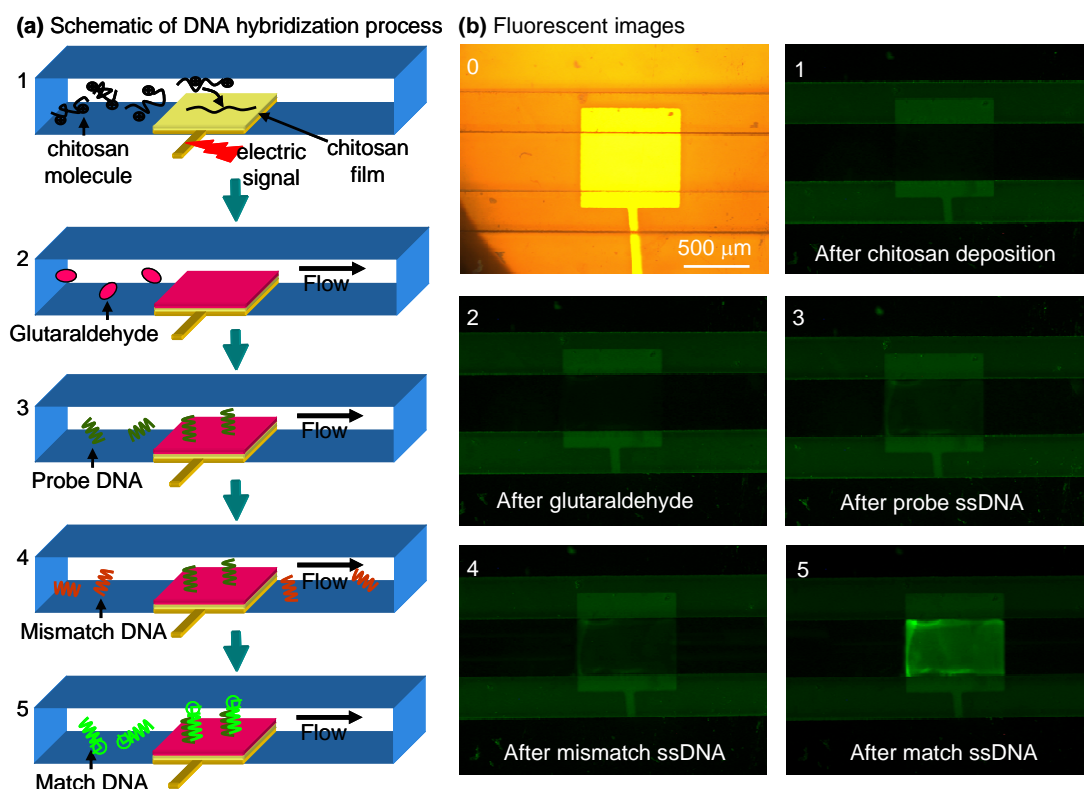 (a) Schematic of DNA hybridization process
1
chitosan
molecule
electric
signal
chitosan
film
2
Flow
Glutaraldehyde
3
Flow
Probe DNA
4
Flow
Mismatch DNA
5
Flow
Match DNA
(b) Fluorescent images
0
500 μm
1
After chitosan deposition
2
After glutaraldehyde
3
After probe ssDNA
4
After mismatch ssDNA
5
After match ssDNA